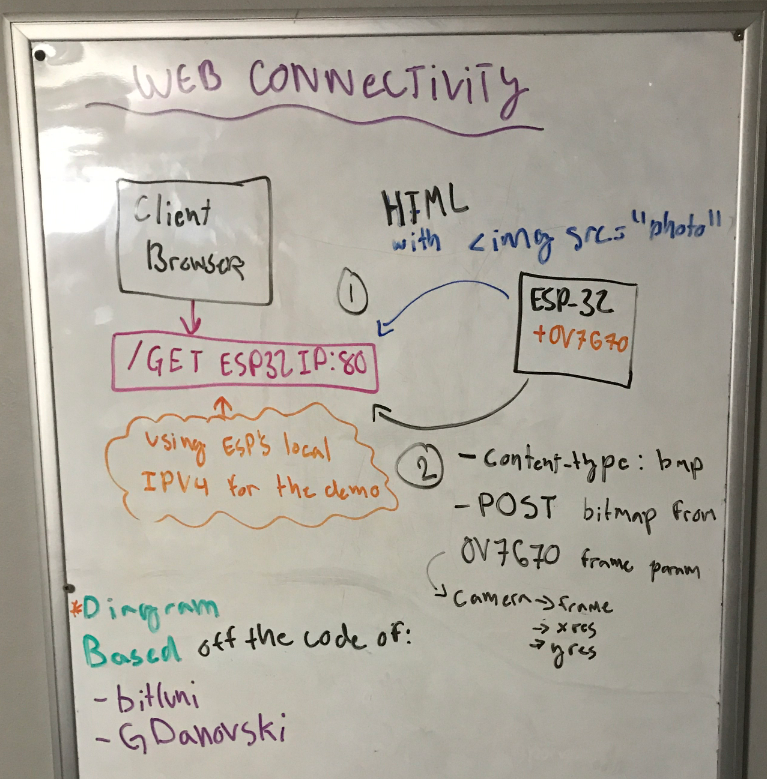 WEB CONNECTIVITY
Client
Browser
HTML
with <img src="photo"
1
ESP-32
+OV7670
/GET ESP32IP:80
using ESP's local
IPV4 for the demo
2
- Content-type: bmp
- POST bitmap from
OV7670 frame param
Camera->frame
-> xres
-> yres
*Diagram
Based off the code of:
- bitluni
- GDanovski